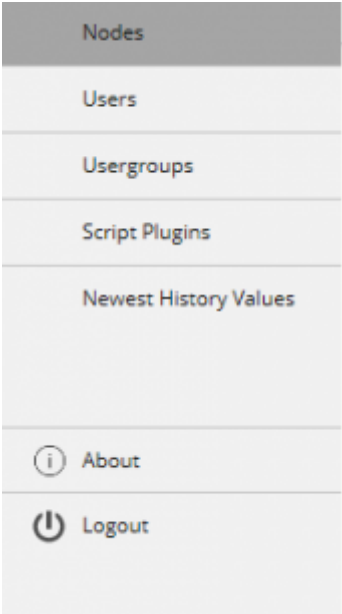 Nodes
Users
Usergroups
Script Plugins
Newest History Values
About
Logout